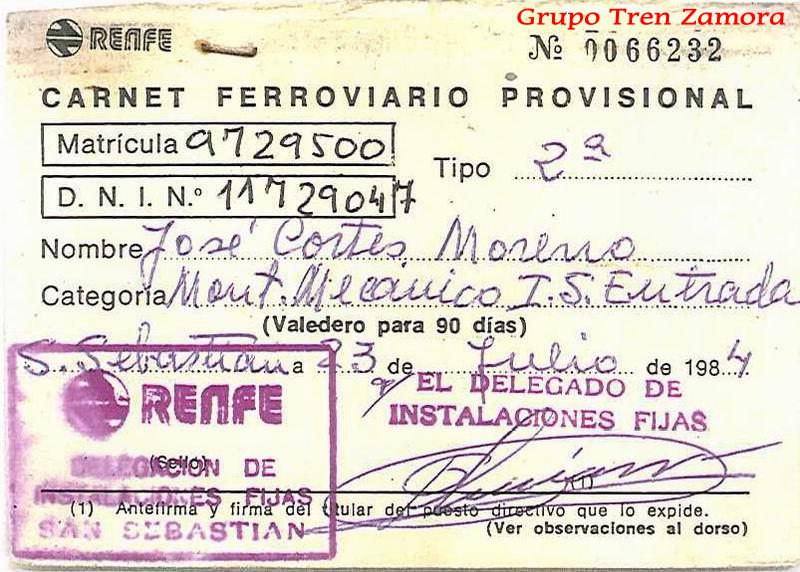 Grupo Tren Zamora
RENFE
Nº 0066232
CARNET FERROVIARIO PROVISIONAL
Matrícula 9729500
Tipo 2ª
D. N. I. N.º 11729047
Nombre José Cortés Moreno
Categoría Mont. Mecánico I.S. Entrada
(Valedero para 90 días)
S. Sebastián a 23 de Julio de 1984
EL DELEGADO DE
INSTALACIONES FIJAS
RENFE
(Sello)
DELEGACION DE
INSTALACIONES FIJAS
SAN SEBASTIAN
(1)
(1) Antefirma y firma del titular del puesto directivo que lo expide.
(Ver observaciones al dorso)